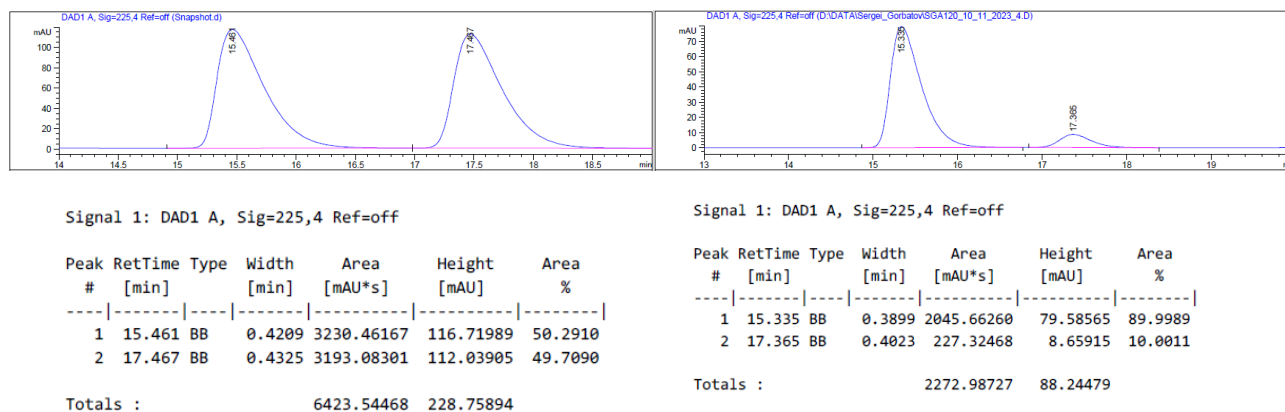 DAD1 A, Sig=225,4 Ref=off (Snapshot.d)
mAU
100
80
60
40
20
0
15.461
17.467
14 14.5 15 15.5 16 16.5 17 17.5 18 18.5 m
Signal 1: DAD1 A, Sig=225,4 Ref=off
Peak RetTime Type Width Area Height Area
# [min] [min] [mAU*s] [mAU] %
----|-------|----|-------|----------|----------|--------|
1 15.461 BB 0.4209 3230.46167 116.71989 50.2910
2 17.467 BB 0.4325 3193.08301 112.03905 49.7090
Totals : 6423.54468 228.75894
DAD1 A, Sig=225,4 Ref=off (D:\DATA\Sergei_Gorbatov\SGA120_10_11_2023_4.D)
mAU
70
60
50
40
30
20
10
0
15.335
17.365
13 14 15 16 17 18 19 m
Signal 1: DAD1 A, Sig=225,4 Ref=off
Peak RetTime Type Width Area Height Area
# [min] [min] [mAU*s] [mAU] %
----|-------|----|-------|----------|----------|--------|
1 15.335 BB 0.3899 2045.66260 79.58565 89.9989
2 17.365 BB 0.4023 227.32468 8.65915 10.0011
Totals : 2272.98727 88.24479